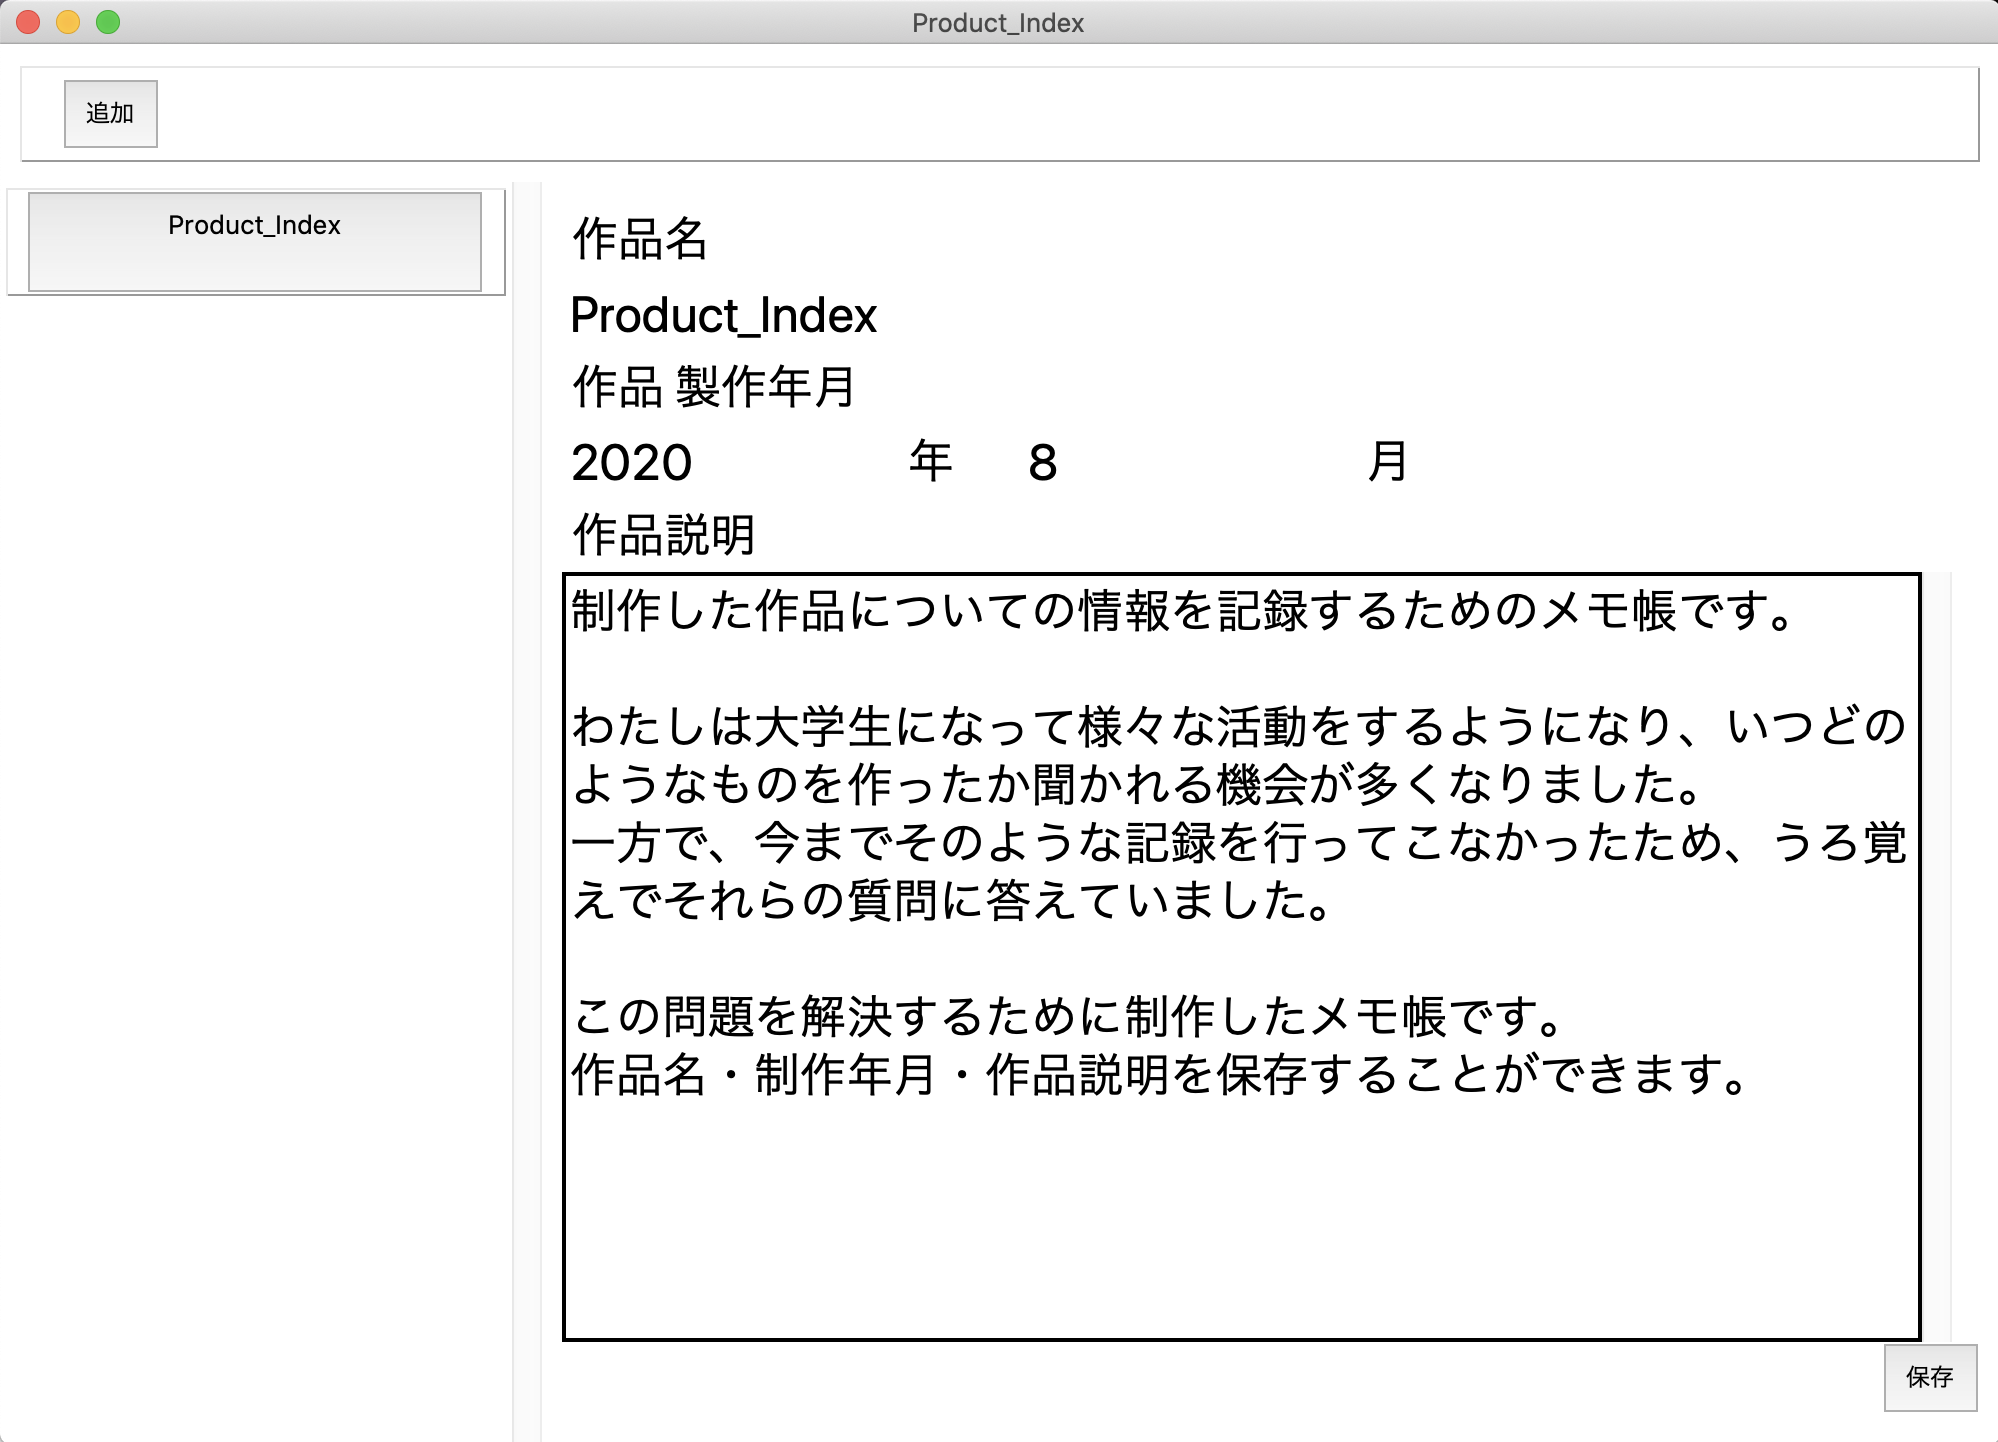 Product_Index
追加
Product_Index
作品名
Product_Index
作品 製作年月
2020 年 8 月
作品説明
制作した作品についての情報を記録するためのメモ帳です。
わたしは大学生になって様々な活動をするようになり、いつどの
ようなものを作ったか聞かれる機会が多くなりました。
一方で、今までそのような記録を行ってこなかったため、うろ覚
えでそれらの質問に答えていました。
この問題を解決するために制作したメモ帳です。
作品名・制作年月・作品説明を保存することができます。
保存